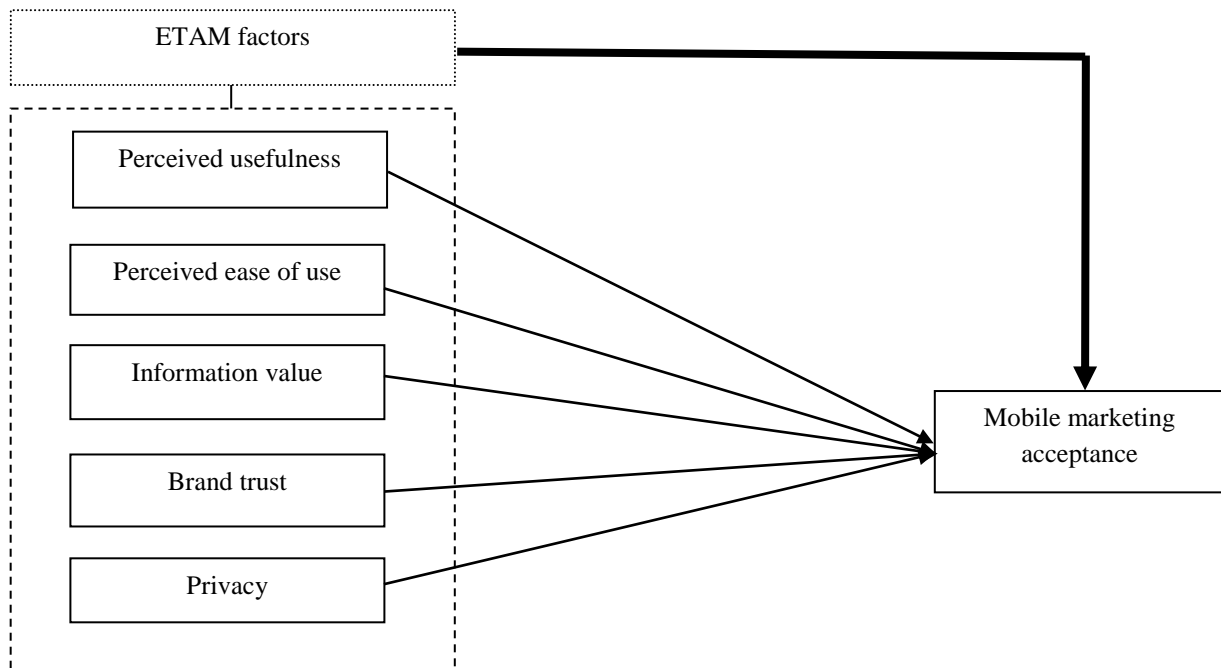 ETAM factors
Perceived usefulness
Perceived ease of use
Information value
Brand trust
Privacy
Mobile marketing
acceptance